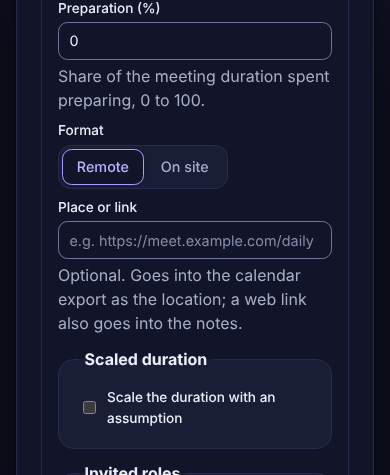 Preparation (%)
0
Share of the meeting duration spent
preparing, 0 to 100.
Format
Remote
On site
Place or link
e.g. https://meet.example.com/daily
Optional. Goes into the calendar
export as the location; a web link
also goes into the notes.
Scaled duration
Scale the duration with an
assumption
Invited roles